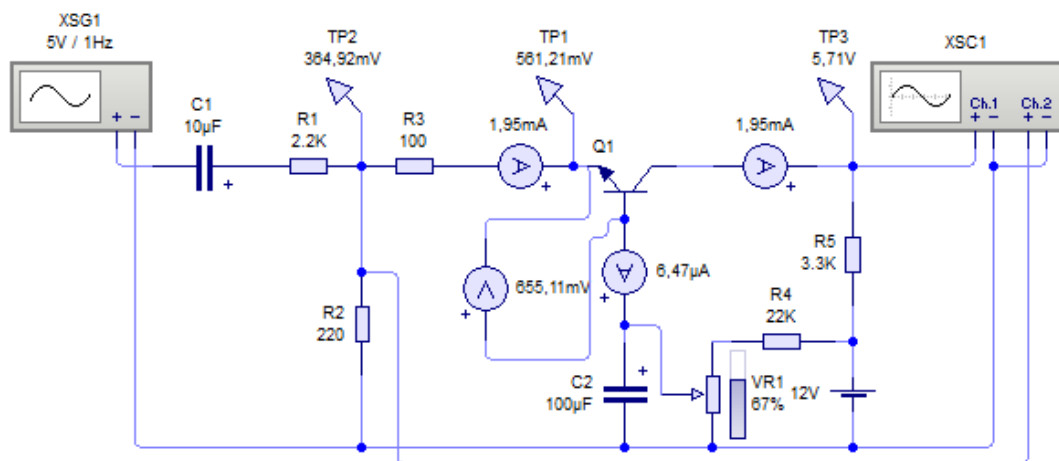 XSG1
5V / 1Hz
TP2
364,92mV
TP1
561,21mV
TP3
5,71V
XSC1
Ch.1 Ch.2
+ − + −
+ −
C1
10µF
+
R1
2.2K
R3
100
1,95mA
A
+
Q1
1,95mA
A
+
R5
3.3K
V
655,11mV
+
A
6,47µA
+
R4
22K
R2
220
C2
100µF
+
VR1
67%
12V